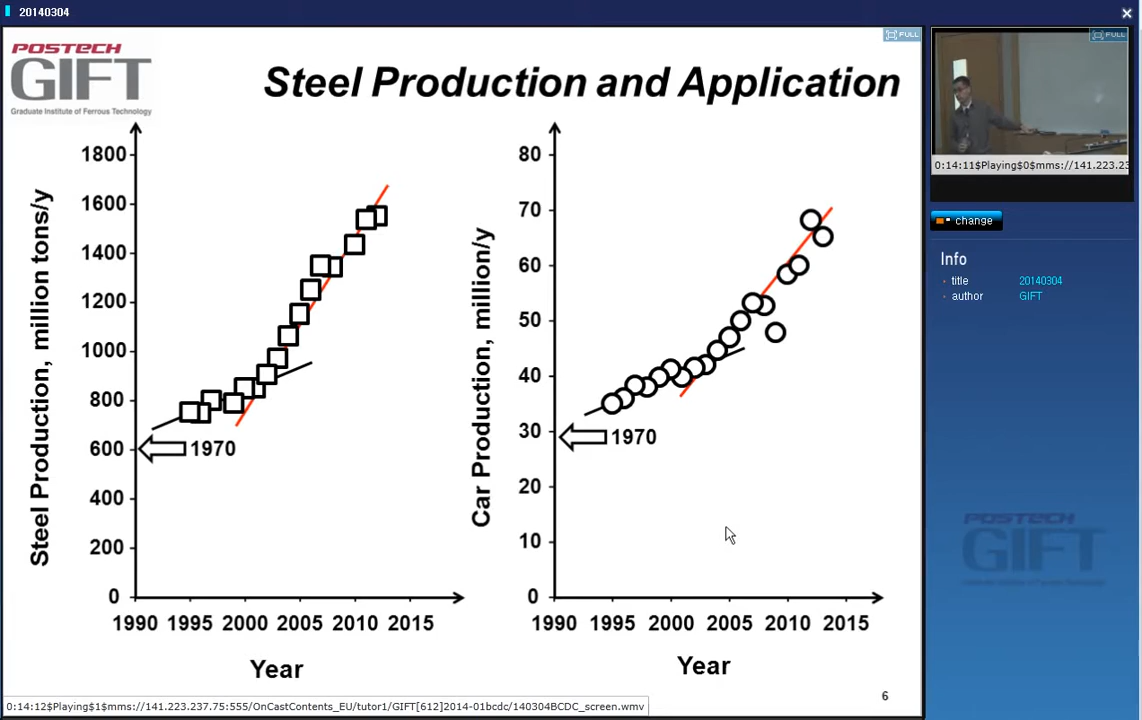 20140304
POSTECH
GIFT
Graduate Institute of Ferrous Technology
Steel Production and Application
FULL
Steel Production, million tons/y
1800
1600
1400
1200
1000
800
600
400
200
0
1970
1990 1995 2000 2005 2010 2015
Year
Car Production, million/y
80
70
60
50
40
30
20
10
0
1970
1990 1995 2000 2005 2010 2015
Year
6
0:14:12$Playing$1$mms://141.223.237.75:555/OnCastContents_EU/tutor1/GIFT[612]2014-01bcdc/140304BCDC_screen.wmv
FULL
0:14:11$Playing$0$mms://141.223.23
change
Info
title 20140304
author GIFT
POSTECH
GIFT